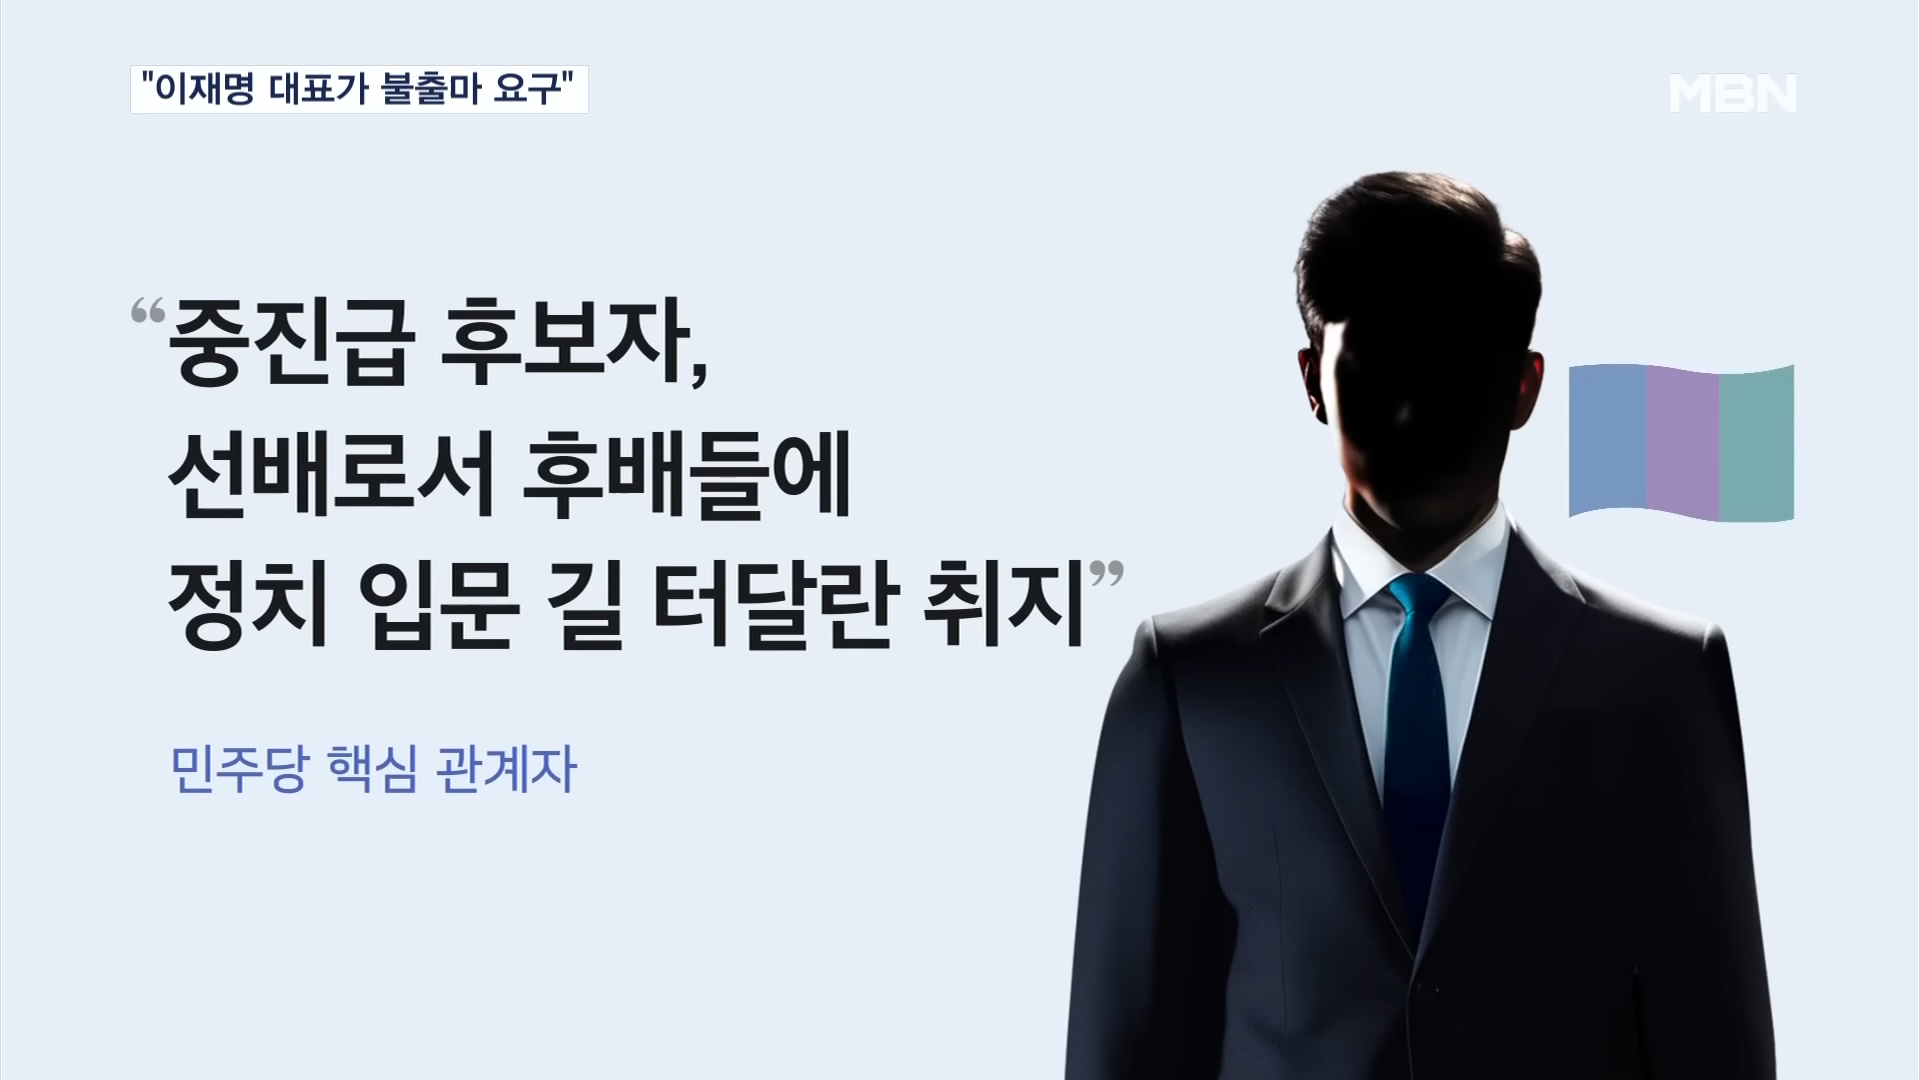 "이재명 대표가 불출마 요구"
MBN
“중진급 후보자,
선배로서 후배들에
정치 입문 길 터달란 취지”
민주당 핵심 관계자